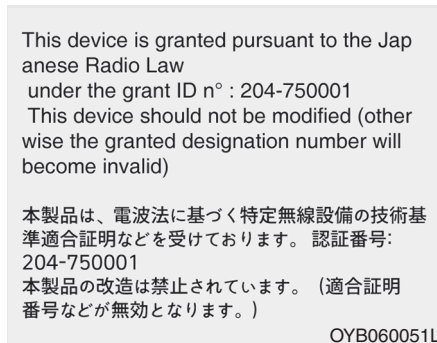 This device is granted pursuant to the Jap
anese Radio Law
under the grant ID n° : 204-750001
This device should not be modified (other
wise the granted designation number will
become invalid)
本製品は、電波法に基づく特定無線設備の技術基
準適合証明などを受けております。 認証番号:
204-750001
本製品の改造は禁止されています。 (適合証明
番号などが無効となります。)
OYB060051L